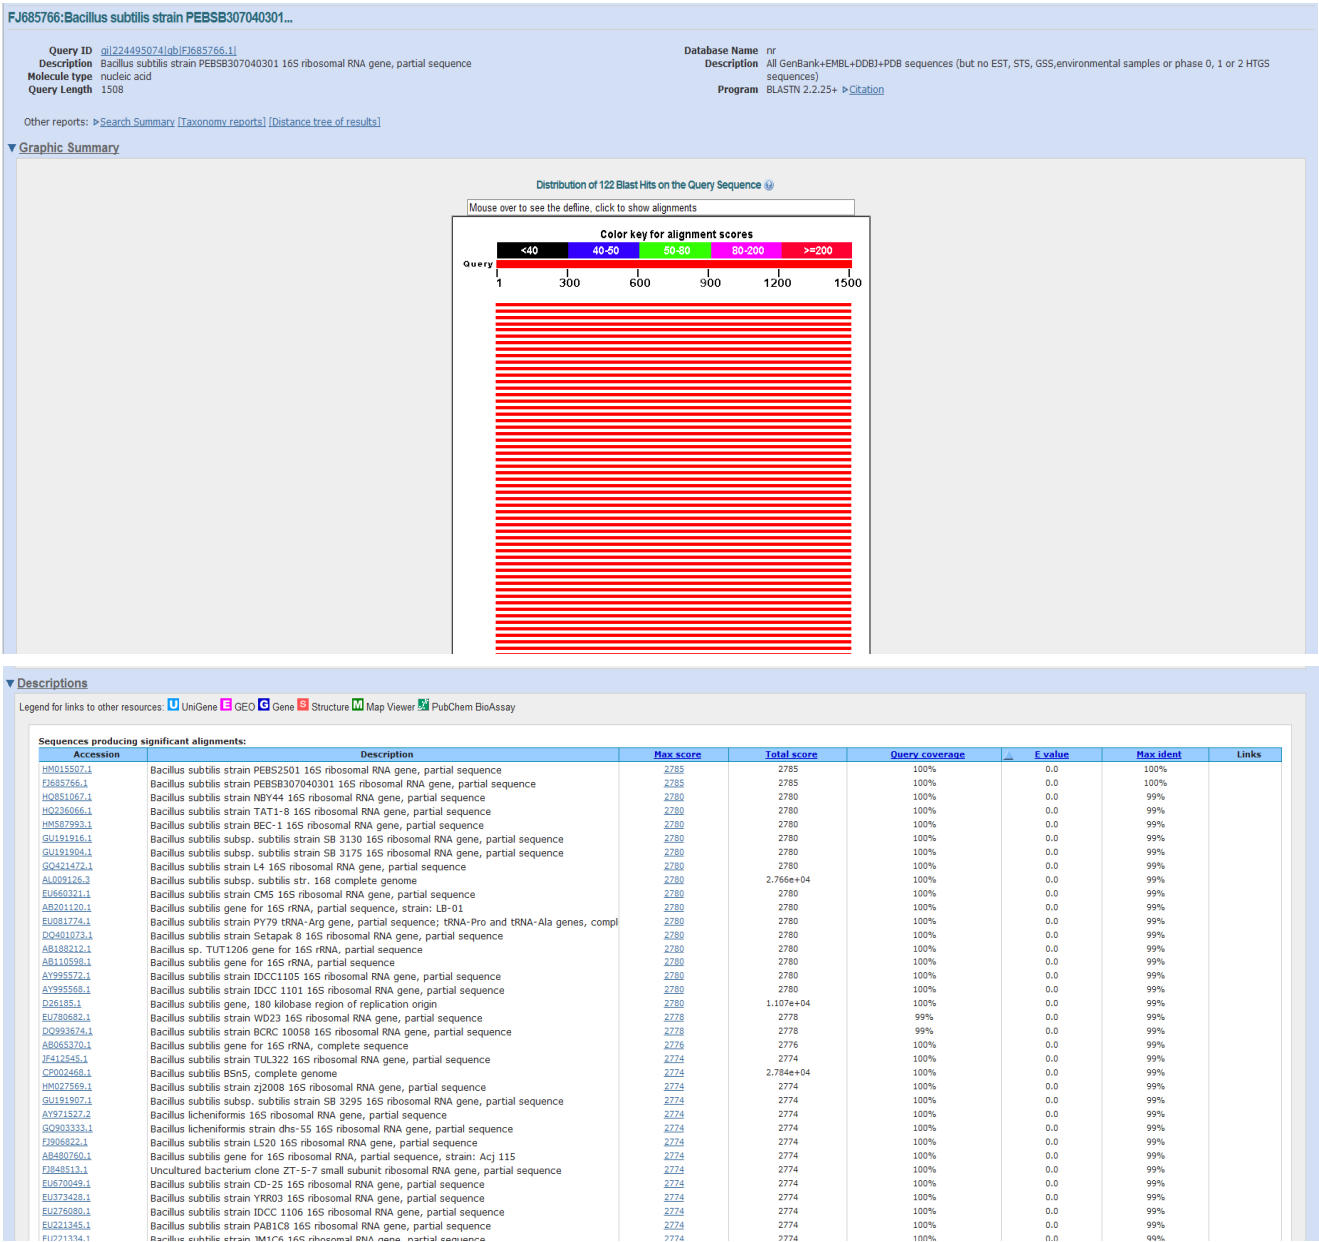 FJ685766:Bacillus subtilis strain PEBSB307040301...
Query ID gi|224495074|gb|FJ685766.1|
Description Bacillus subtilis strain PEBSB307040301 16S ribosomal RNA gene, partial sequence
Molecule type nucleic acid
Query Length 1508
Database Name nr
Description All GenBank+EMBL+DDBJ+PDB sequences (but no EST, STS, GSS,environmental samples or phase 0, 1 or 2 HTGS
sequences)
Program BLASTN 2.2.25+ Citation
Other reports: Search Summary [Taxonomy reports] [Distance tree of results]
Graphic Summary
Distribution of 122 Blast Hits on the Query Sequence
Mouse over to see the defline, click to show alignments
Color key for alignment scores
<40 40-50 50-80 80-200 >=200
Query
1 300 600 900 1200 1500
Descriptions
Legend for links to other resources: U UniGene E GEO G Gene S Structure M Map Viewer PubChem BioAssay
Sequences producing significant alignments:
Accession Description Max score Total score Query coverage E value Max ident Links
HM015507.1 Bacillus subtilis strain PEBS2501 16S ribosomal RNA gene, partial sequence 2785 2785 100% 0.0 100%
FJ685766.1 Bacillus subtilis strain PEBSB307040301 16S ribosomal RNA gene, partial sequence 2785 2785 100% 0.0 100%
HQ851067.1 Bacillus subtilis strain NBY44 16S ribosomal RNA gene, partial sequence 2780 2780 100% 0.0 99%
HQ236066.1 Bacillus subtilis strain TAT1-8 16S ribosomal RNA gene, partial sequence 2780 2780 100% 0.0 99%
HM587993.1 Bacillus subtilis strain BEC-1 16S ribosomal RNA gene, partial sequence 2780 2780 100% 0.0 99%
GU191916.1 Bacillus subtilis subsp. subtilis strain SB 3130 16S ribosomal RNA gene, partial sequence 2780 2780 100% 0.0 99%
GU191904.1 Bacillus subtilis subsp. subtilis strain SB 3175 16S ribosomal RNA gene, partial sequence 2780 2780 100% 0.0 99%
GQ421472.1 Bacillus subtilis strain L4 16S ribosomal RNA gene, partial sequence 2780 2780 100% 0.0 99%
AL009126.3 Bacillus subtilis subsp. subtilis str. 168 complete genome 2780 2.766e+04 100% 0.0 99%
EU660321.1 Bacillus subtilis strain CM5 16S ribosomal RNA gene, partial sequence 2780 2780 100% 0.0 99%
AB201120.1 Bacillus subtilis gene for 16S rRNA, partial sequence, strain: LB-01 2780 2780 100% 0.0 99%
EU081774.1 Bacillus subtilis strain PY79 tRNA-Arg gene, partial sequence; tRNA-Pro and tRNA-Ala genes, compl 2780 2780 100% 0.0 99%
DQ401073.1 Bacillus subtilis strain Setapak 8 16S ribosomal RNA gene, partial sequence 2780 2780 100% 0.0 99%
AB188212.1 Bacillus sp. TUT1206 gene for 16S rRNA, partial sequence 2780 2780 100% 0.0 99%
AB110598.1 Bacillus subtilis gene for 16S rRNA, partial sequence 2780 2780 100% 0.0 99%
AY995572.1 Bacillus subtilis strain IDCC1105 16S ribosomal RNA gene, partial sequence 2780 2780 100% 0.0 99%
AY995568.1 Bacillus subtilis strain IDCC 1101 16S ribosomal RNA gene, partial sequence 2780 2780 100% 0.0 99%
D26185.1 Bacillus subtilis gene, 180 kilobase region of replication origin 2780 1.107e+04 100% 0.0 99%
EU780682.1 Bacillus subtilis strain WD23 16S ribosomal RNA gene, partial sequence 2778 2778 99% 0.0 99%
DQ993674.1 Bacillus subtilis strain BCRC 10058 16S ribosomal RNA gene, partial sequence 2778 2778 99% 0.0 99%
AB065370.1 Bacillus subtilis gene for 16S rRNA, complete sequence 2776 2776 100% 0.0 99%
JF412545.1 Bacillus subtilis strain TUL322 16S ribosomal RNA gene, partial sequence 2774 2774 100% 0.0 99%
CP002468.1 Bacillus subtilis BSn5, complete genome 2774 2.784e+04 100% 0.0 99%
HM027569.1 Bacillus subtilis strain zj2008 16S ribosomal RNA gene, partial sequence 2774 2774 100% 0.0 99%
GU191907.1 Bacillus subtilis subsp. subtilis strain SB 3295 16S ribosomal RNA gene, partial sequence 2774 2774 100% 0.0 99%
AY971527.2 Bacillus licheniformis 16S ribosomal RNA gene, partial sequence 2774 2774 100% 0.0 99%
GQ903333.1 Bacillus licheniformis strain dhs-55 16S ribosomal RNA gene, partial sequence 2774 2774 100% 0.0 99%
FJ906822.1 Bacillus subtilis strain L520 16S ribosomal RNA gene, partial sequence 2774 2774 100% 0.0 99%
AB480760.1 Bacillus subtilis gene for 16S ribosomal RNA, partial sequence, strain: Acj 115 2774 2774 100% 0.0 99%
FJ848513.1 Uncultured bacterium clone ZT-5-7 small subunit ribosomal RNA gene, partial sequence 2774 2774 100% 0.0 99%
EU670049.1 Bacillus subtilis strain CD-25 16S ribosomal RNA gene, partial sequence 2774 2774 100% 0.0 99%
EU373428.1 Bacillus subtilis strain YRR03 16S ribosomal RNA gene, partial sequence 2774 2774 100% 0.0 99%
EU276080.1 Bacillus subtilis strain IDCC 1106 16S ribosomal RNA gene, partial sequence 2774 2774 100% 0.0 99%
EU221345.1 Bacillus subtilis strain PAB1C8 16S ribosomal RNA gene, partial sequence 2774 2774 100% 0.0 99%
EU221334.1 Bacillus subtilis strain JM1C6 16S ribosomal RNA gene, partial sequence 2774 2774 100% 0.0 99%